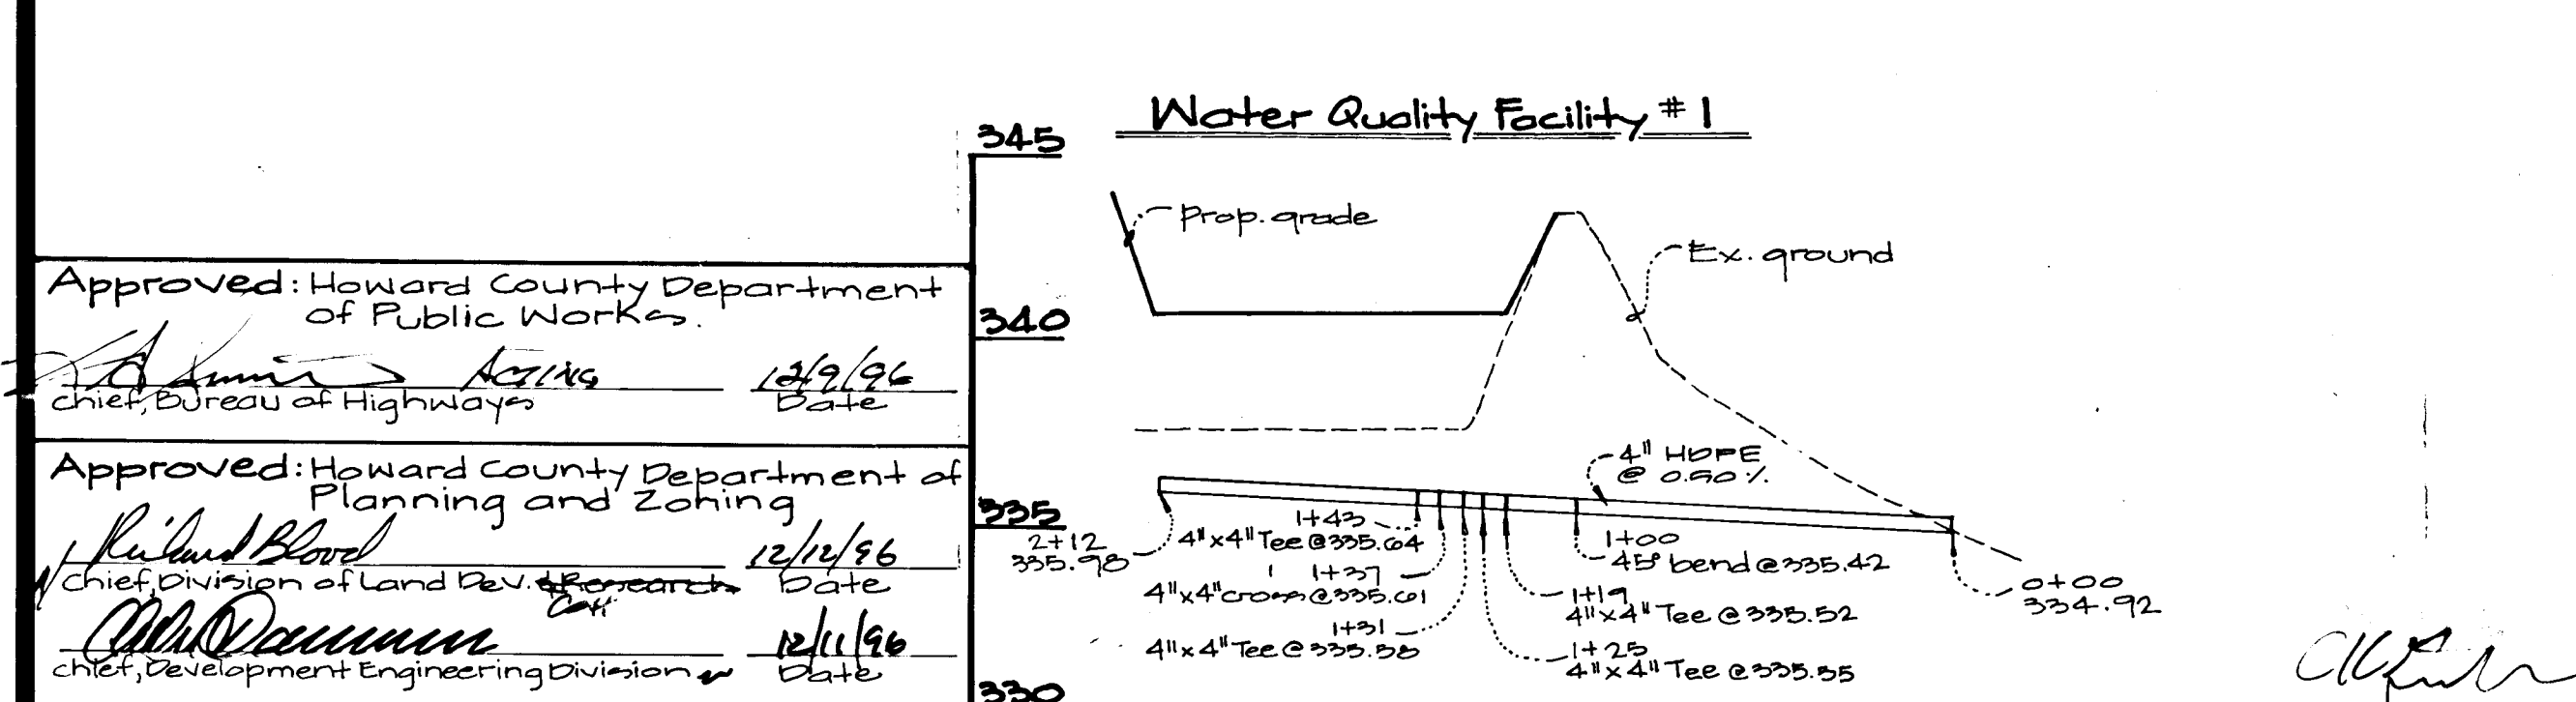 Water Quality Facility #1
345
Prop. grade
Ex. ground
Approved: Howard County Department
of Public Works.
340
Acting
12/9/96
Chief, Bureau of Highways
Date
Approved: Howard County Department of
Planning and Zoning
4" HDPE
@ 0.50%
335
12/12/96
Chief, Division of Land Dev. & Research
Date
12/11/96
Chief, Development Engineering Division
Date
330
2+12
335.98
1+43
4"x4" Tee @ 335.64
1+37
4"x4" cross @ 335.61
1+31
4"x4" Tee @ 335.58
1+00
45° bend @ 335.42
1+19
4"x4" Tee @ 335.52
1+25
4"x4" Tee @ 335.55
0+00
334.92